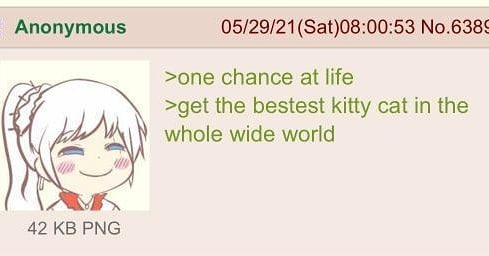 Anonymous 05/29/21(Sat)08:00:53 No.6389
>one chance at life
>get the bestest kitty cat in the
whole wide world
42 KB PNG